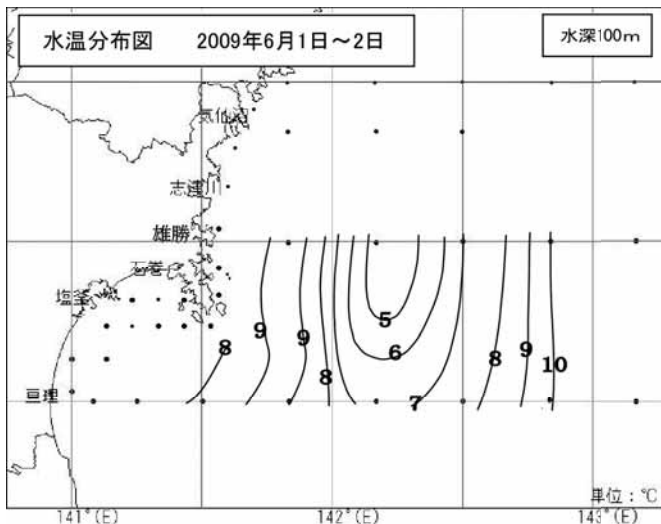 水温分布図 2009年6月1日～2日
水深100m
気仙沼
志津川
雄勝
石巻
塩釜
亘理
5
9
9
8
6
9
8
8
10
7
単位：℃
141°(E)
142°(E)
143°(E)